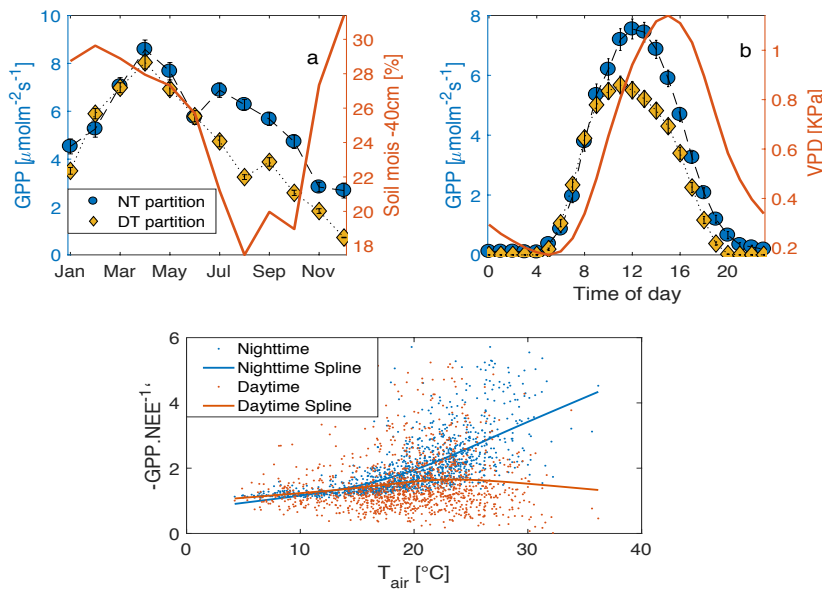 a
GPP [μmolm-2s-1]
10
8
6
4
2
0
NT partition
DT partition
Jan Mar May Jul Sep Nov
30
28
26
24
22
21
20
18
Soil mois -40cm [%]
b
GPP [μmolm-2s-1]
8
6
4
2
0
0 4 8 12 16 20
Time of day
1
0.8
0.6
0.4
0.2
VPD [KPa]
-GPP.NEE-1
6
4
2
0
Nighttime
Nighttime Spline
Daytime
Daytime Spline
0 10 20 30 40
Tair [°C]